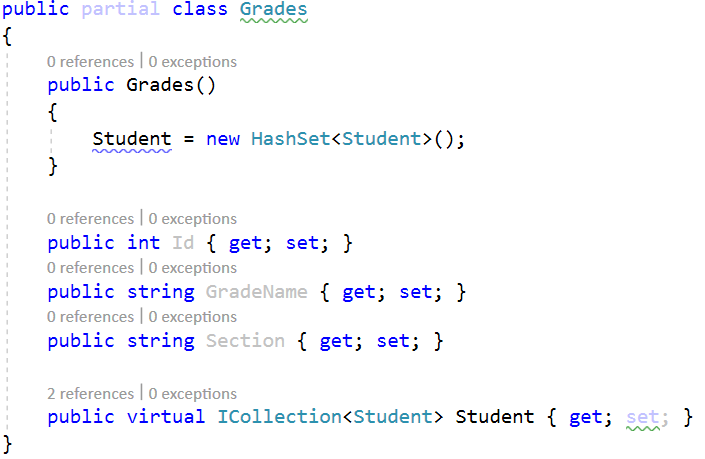 public partial class Grades
{
0 references | 0 exceptions
public Grades()
{
Student = new HashSet<Student>();
}
0 references | 0 exceptions
public int Id { get; set; }
0 references | 0 exceptions
public string GradeName { get; set; }
0 references | 0 exceptions
public string Section { get; set; }
2 references | 0 exceptions
public virtual ICollection<Student> Student { get; set; }
}